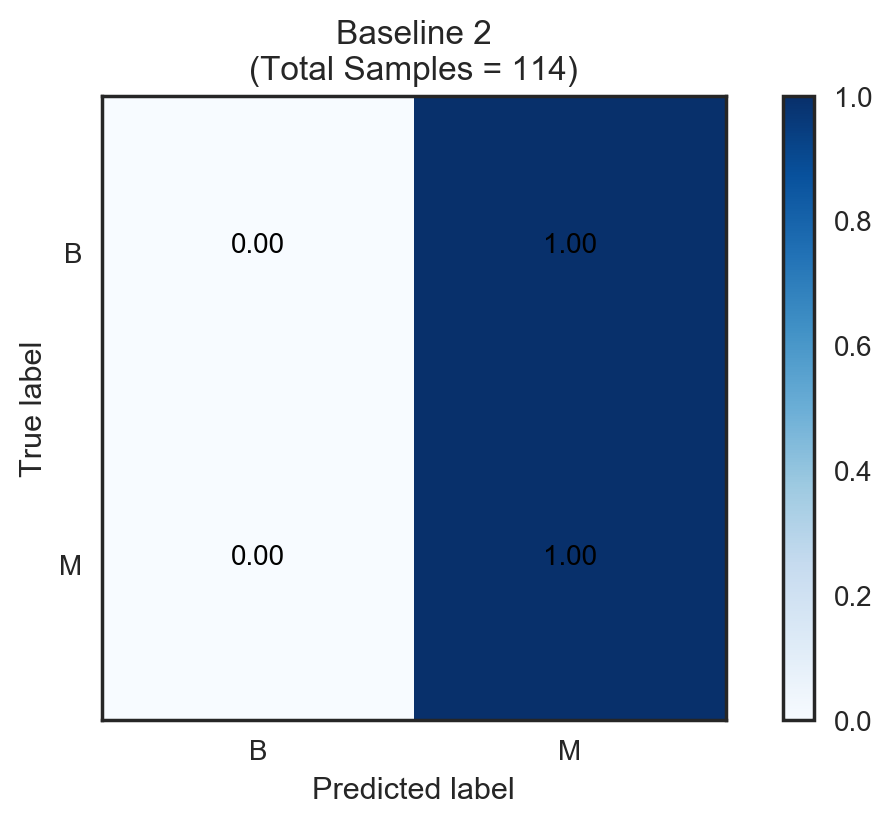 Baseline 2
(Total Samples = 114)
1.0
0.8
0.6
0.4
0.2
0.0
True label
B
0.00
1.00
M
0.00
1.00
B
M
Predicted label